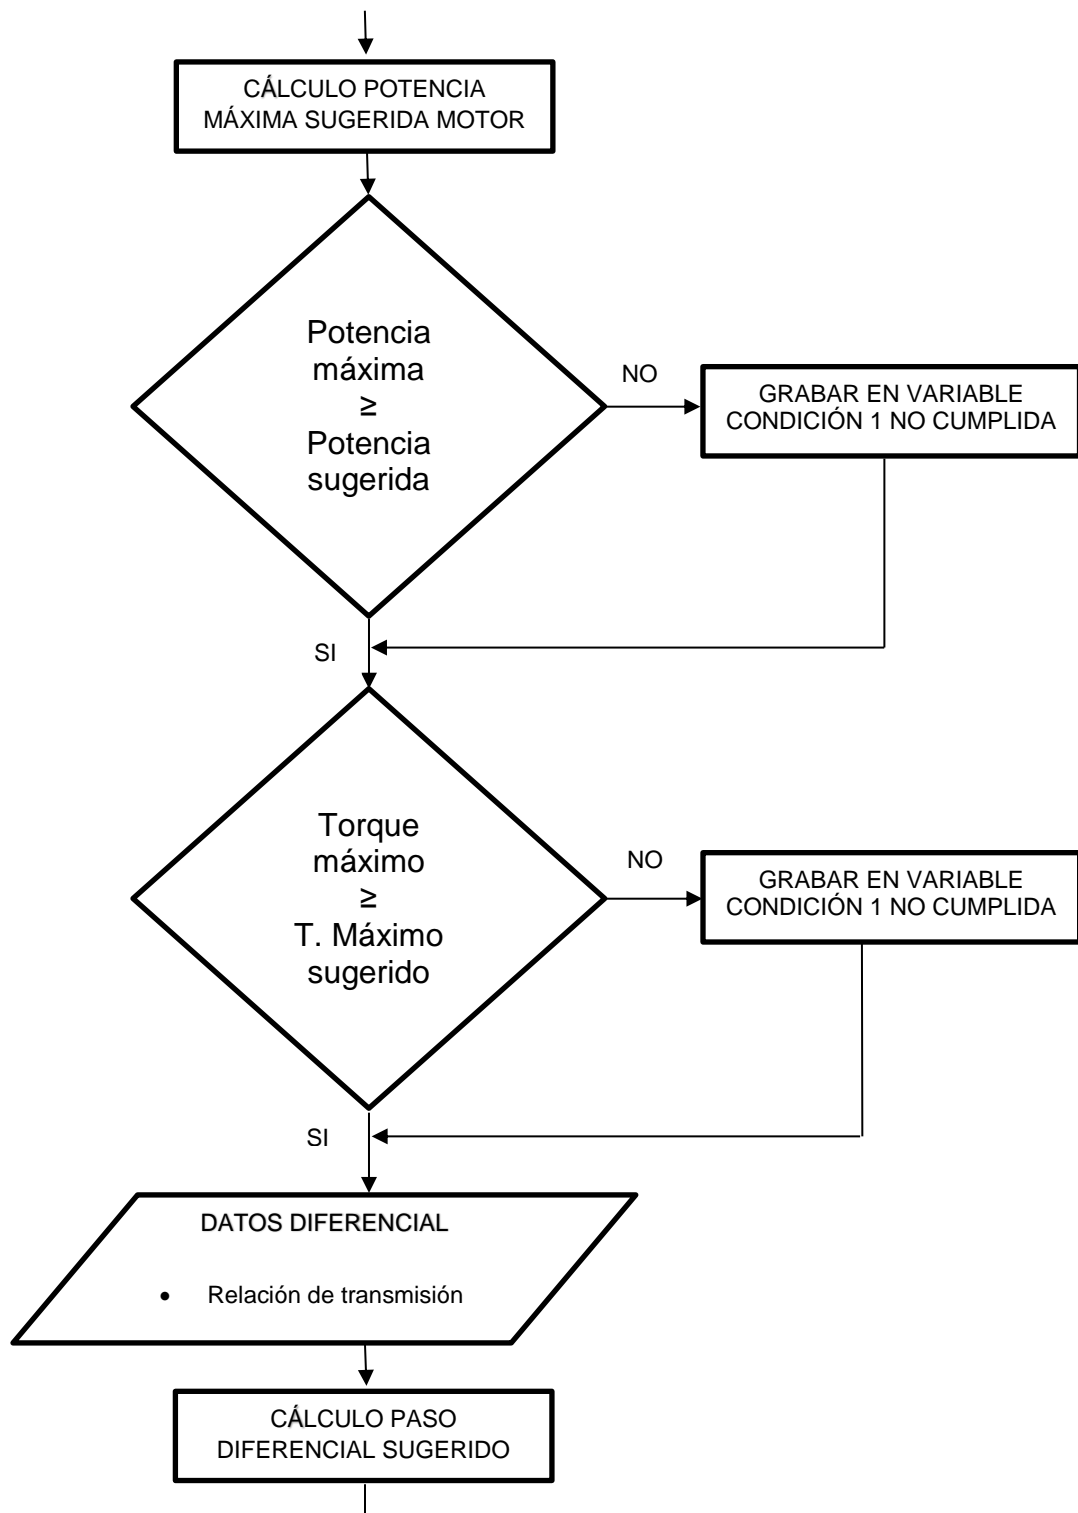 CÁLCULO POTENCIA
MÁXIMA SUGERIDA MOTOR
Potencia
máxima
≥
Potencia
sugerida
NO
GRABAR EN VARIABLE
CONDICIÓN 1 NO CUMPLIDA
SI
Torque
máximo
≥
T. Máximo
sugerido
NO
GRABAR EN VARIABLE
CONDICIÓN 1 NO CUMPLIDA
SI
DATOS DIFERENCIAL
• Relación de transmisión
CÁLCULO PASO
DIFERENCIAL SUGERIDO